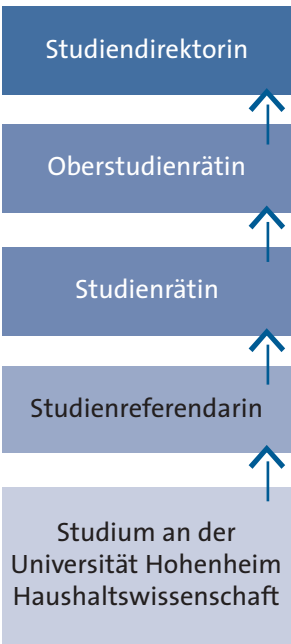 Studiendirektorin
Oberstudienrätin
Studienrätin
Studienreferendarin
Studium an der
Universität Hohenheim
Haushaltswissenschaft